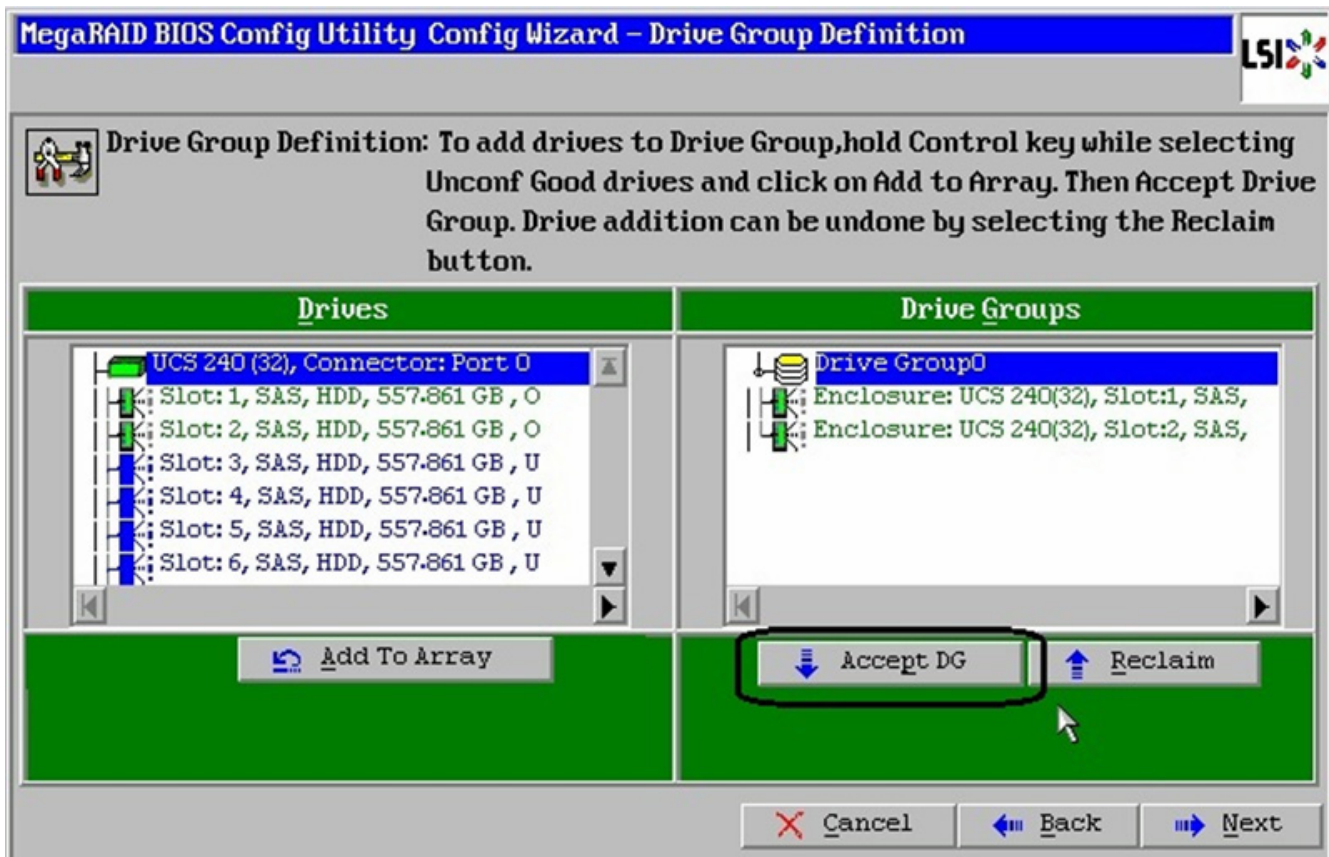 MegaRAID BIOS Config Utility Config Wizard – Drive Group Definition
LSI
Drive Group Definition: To add drives to Drive Group,hold Control key while selecting
Unconf Good drives and click on Add to Array. Then Accept Drive
Group. Drive addition can be undone by selecting the Reclaim
button.
Drives
UCS 240 (32), Connector: Port 0
Slot: 1, SAS, HDD, 557.861 GB , O
Slot: 2, SAS, HDD, 557.861 GB , O
Slot: 3, SAS, HDD, 557.861 GB , U
Slot: 4, SAS, HDD, 557.861 GB , U
Slot: 5, SAS, HDD, 557.861 GB , U
Slot: 6, SAS, HDD, 557.861 GB , U
Add To Array
Drive Groups
Drive Group0
Enclosure: UCS 240(32), Slot:1, SAS,
Enclosure: UCS 240(32), Slot:2, SAS,
Accept DG
Reclaim
Cancel
Back
Next